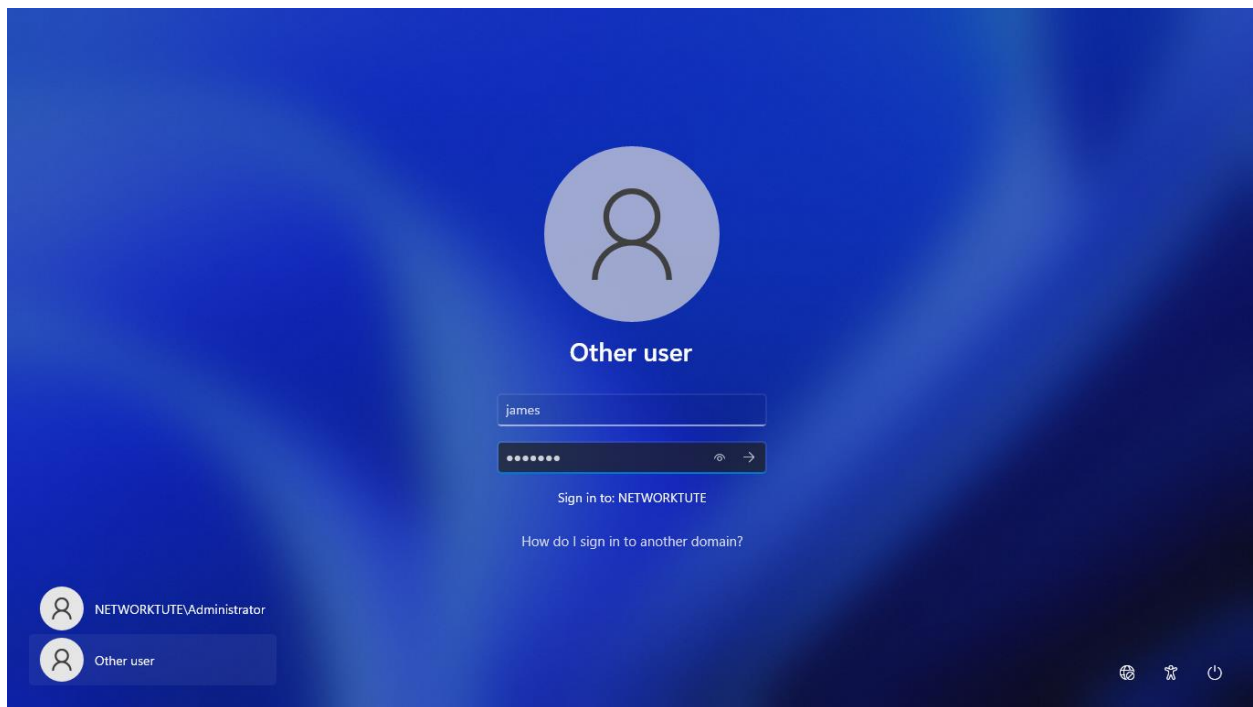 Other user
james
Sign in to: NETWORKTUTE
How do I sign in to another domain?
NETWORKTUTE\Administrator
Other user